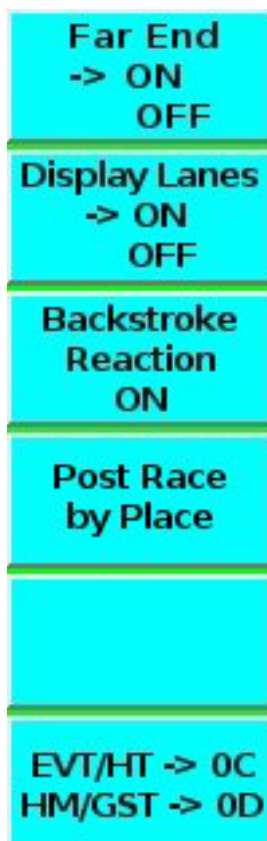 Far End
-> ON
OFF
Display Lanes
-> ON
OFF
Backstroke
Reaction
ON
Post Race
by Place
EVT/HT -> 0C
HM/GST -> 0D